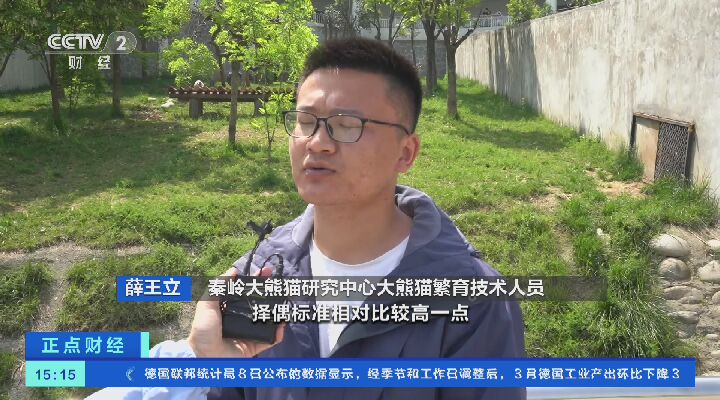 CCTV 2
财经
薛王立 秦岭大熊猫研究中心大熊猫繁育技术人员
择偶标准相对比较高一点
正点财经
15:15 德国联邦统计局8日公布的数据显示，经季节和工作日调整后，3月德国工业产出环比下降3